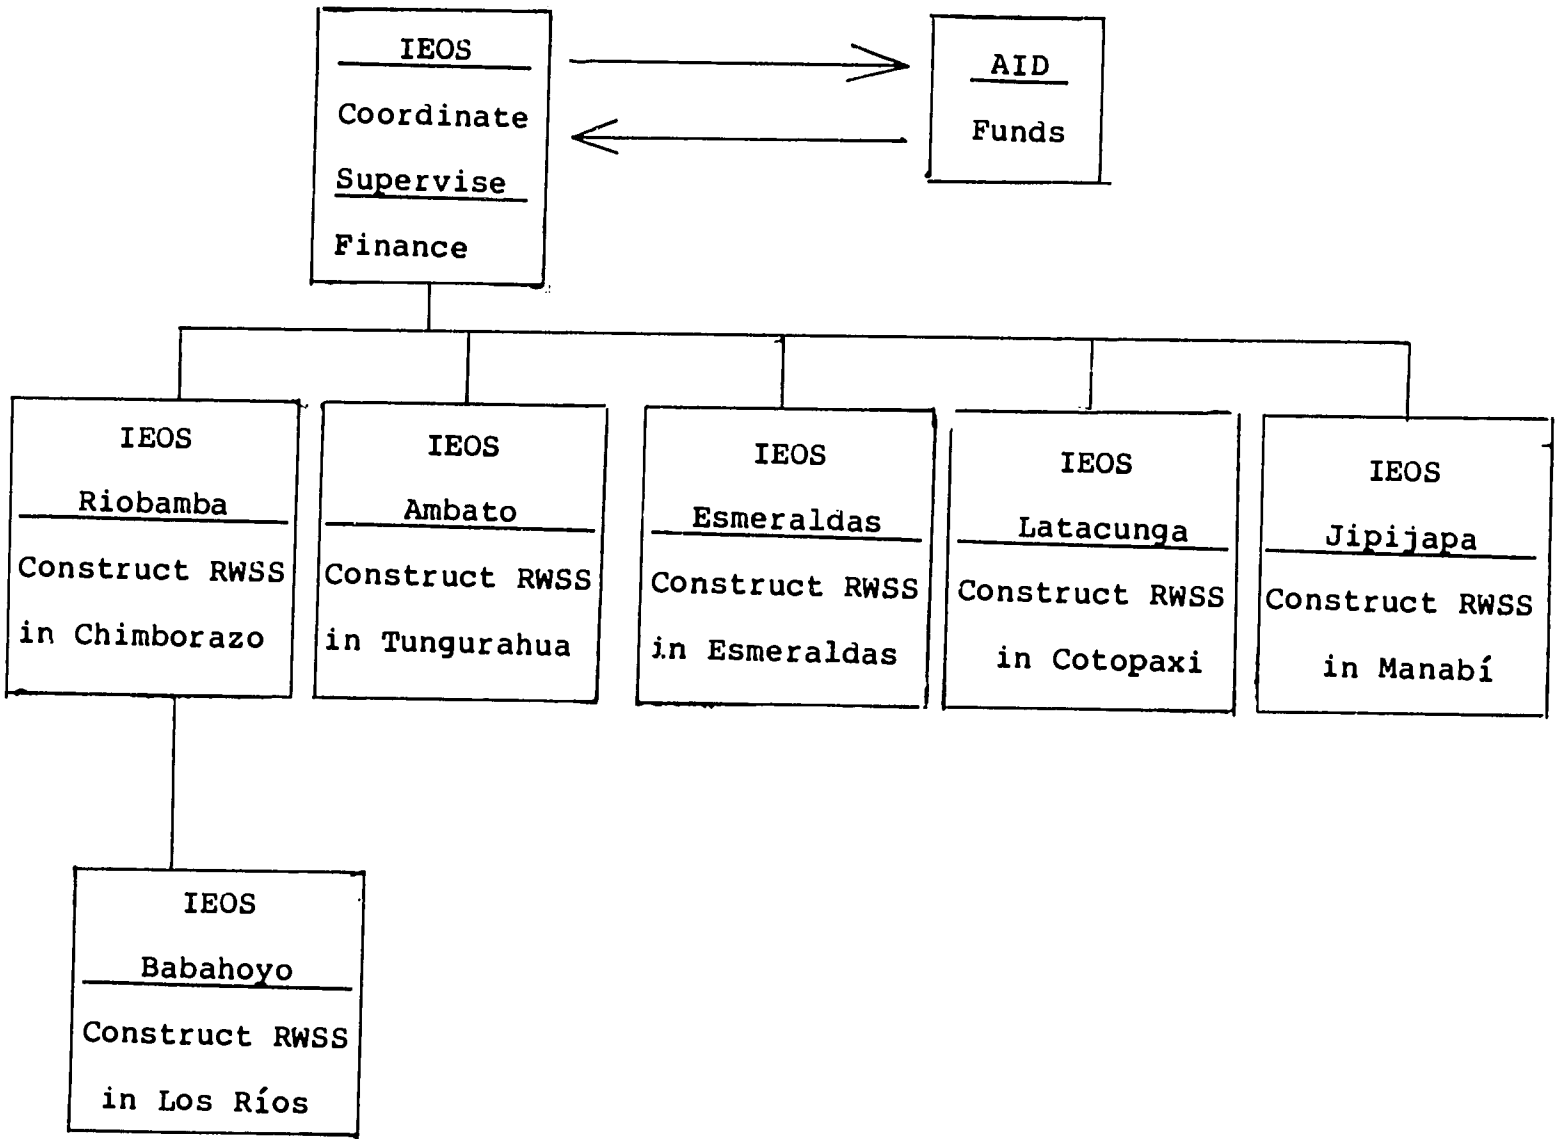 IEOS
Coordinate
Supervise
Finance
AID
Funds
IEOS
Riobamba
Construct RWSS
in Chimborazo
IEOS
Ambato
Construct RWSS
in Tungurahua
IEOS
Esmeraldas
Construct RWSS
in Esmeraldas
IEOS
Latacunga
Construct RWSS
in Cotopaxi
IEOS
Jipijapa
Construct RWSS
in Manabí
IEOS
Babahoyo
Construct RWSS
in Los Ríos